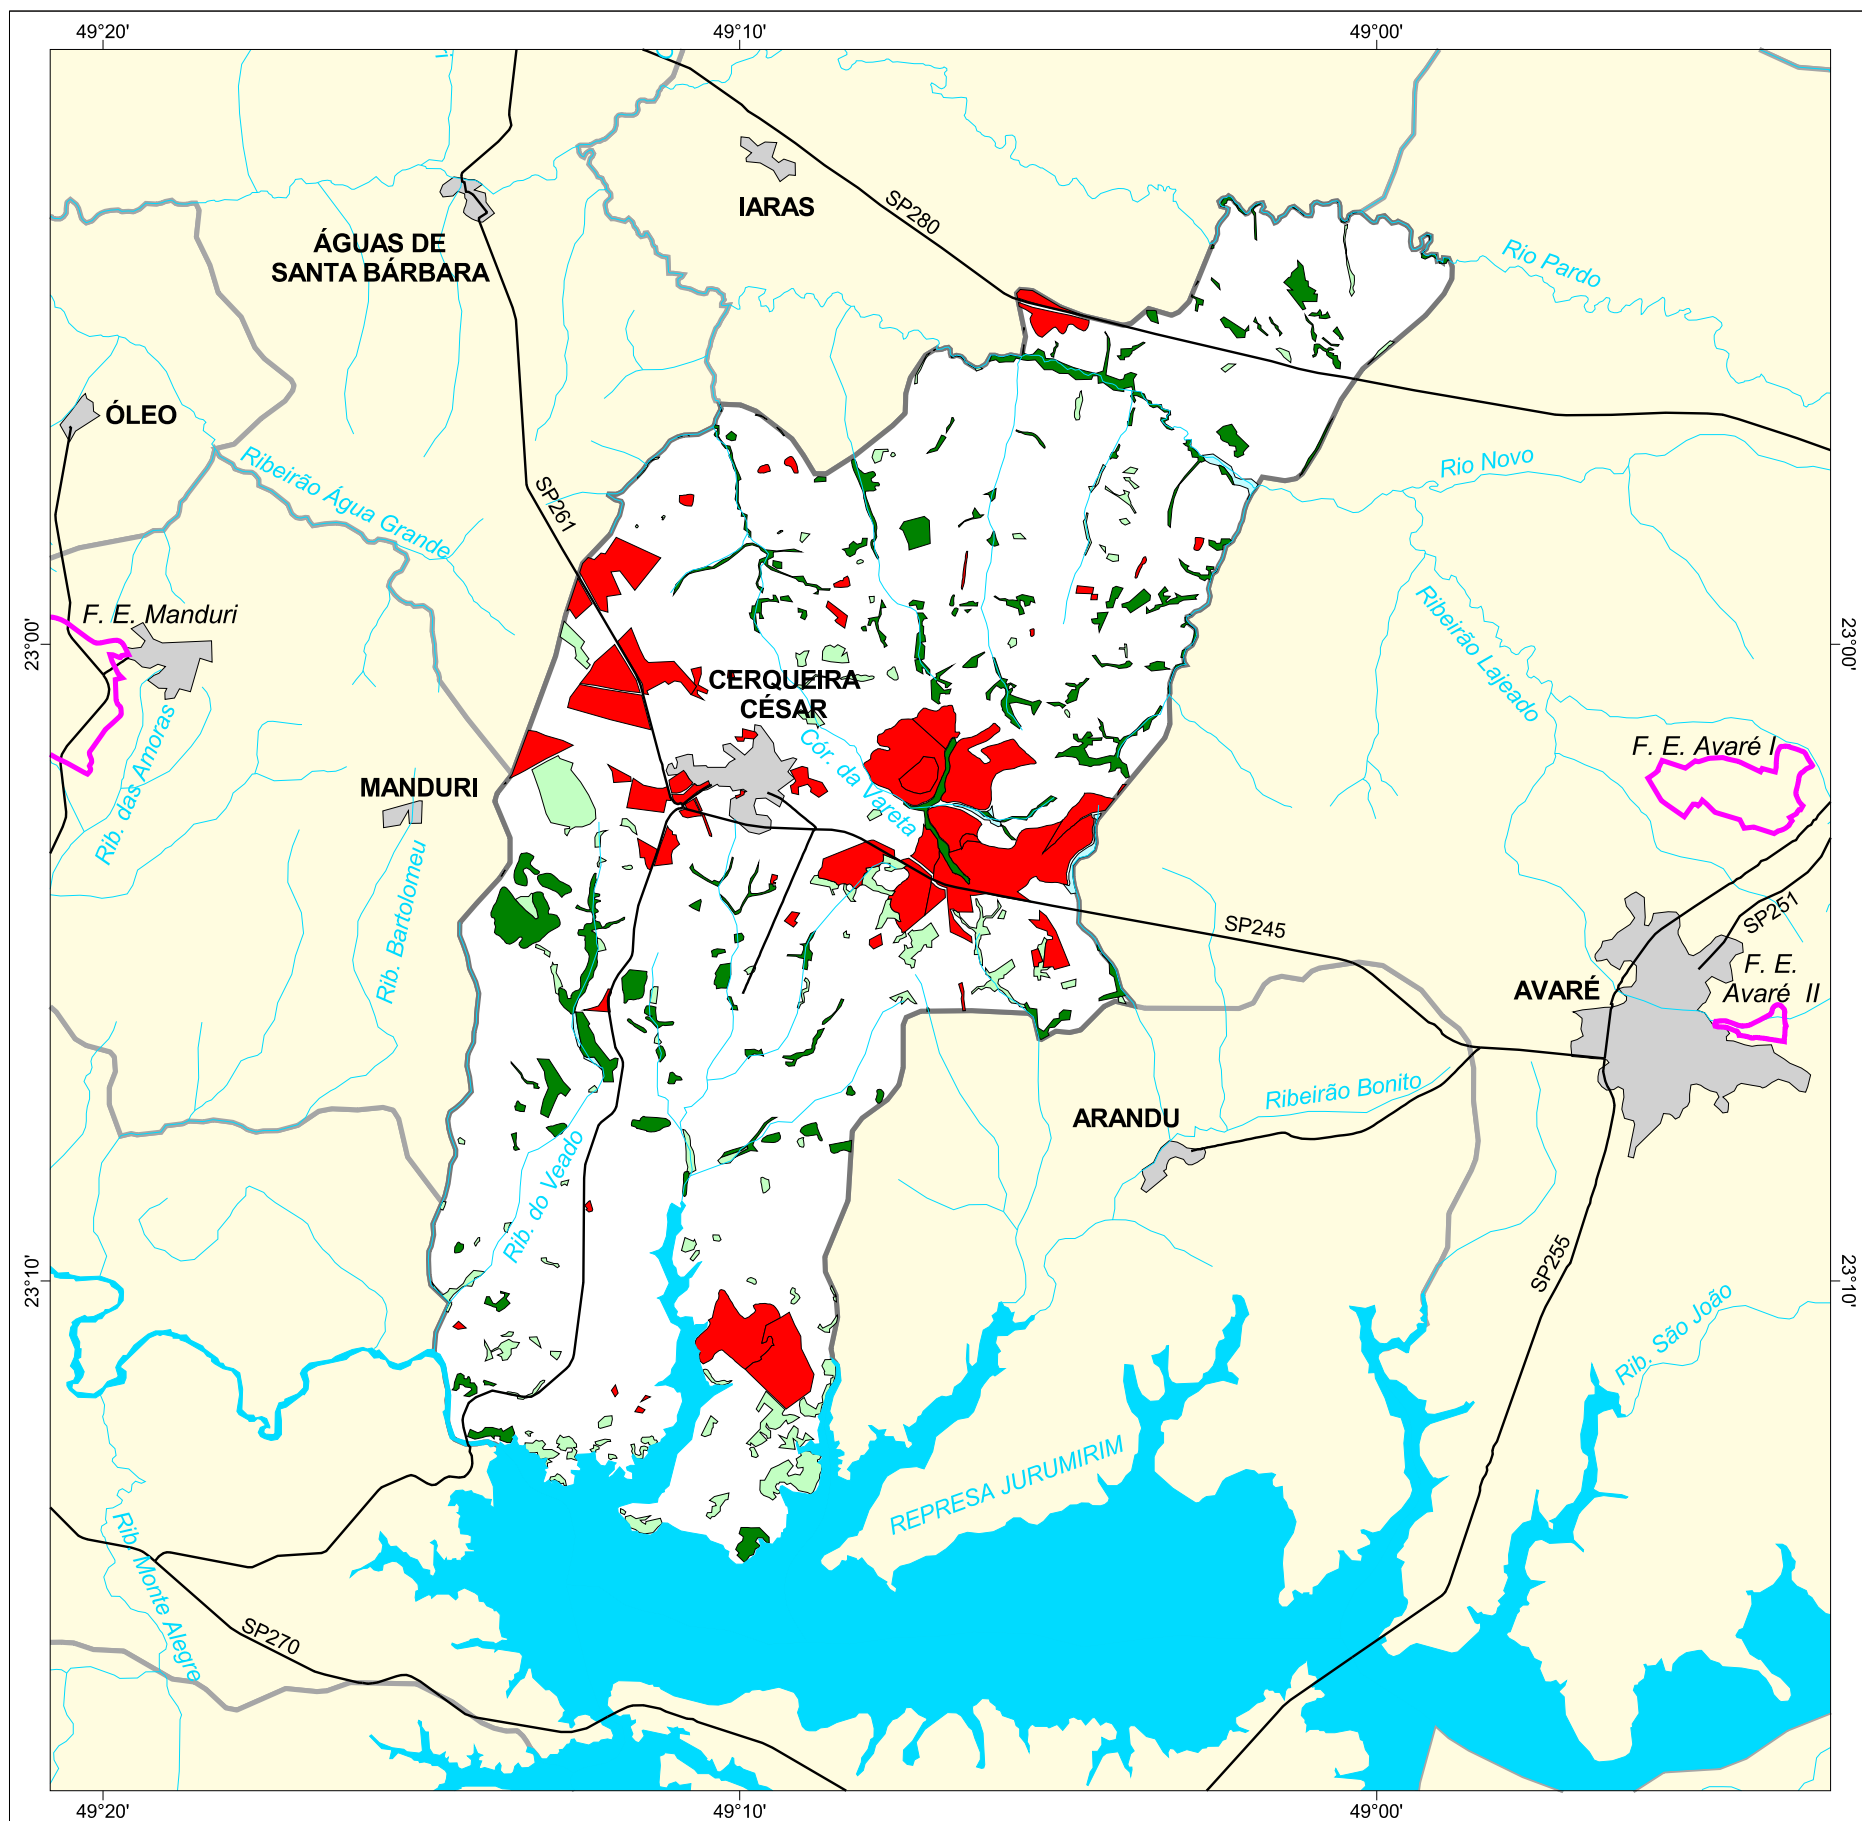 49°20'
49°10'
49°00'
IARAS
SP280
ÁGUAS DE
SANTA BÁRBARA
Rio Pardo
ÓLEO
Ribeirão Água Grande
SP261
Rio Novo
F. E. Manduri
23°00'
23°00'
Ribeirão Lajeado
CERQUEIRA
CÉSAR
Rib. das Amoras
Cór. da Vareta
F. E. Avaré I
MANDURI
Rib. Bartolomeu
SP245
SP251
AVARÉ
F. E.
Avaré II
Ribeirão Bonito
ARANDU
Rib. do Veado
SP255
23°10'
23°10'
Rib. São João
REPRESA JURUMIRIM
Rib. Monte Alegre
SP270
49°20'
49°10'
49°00'